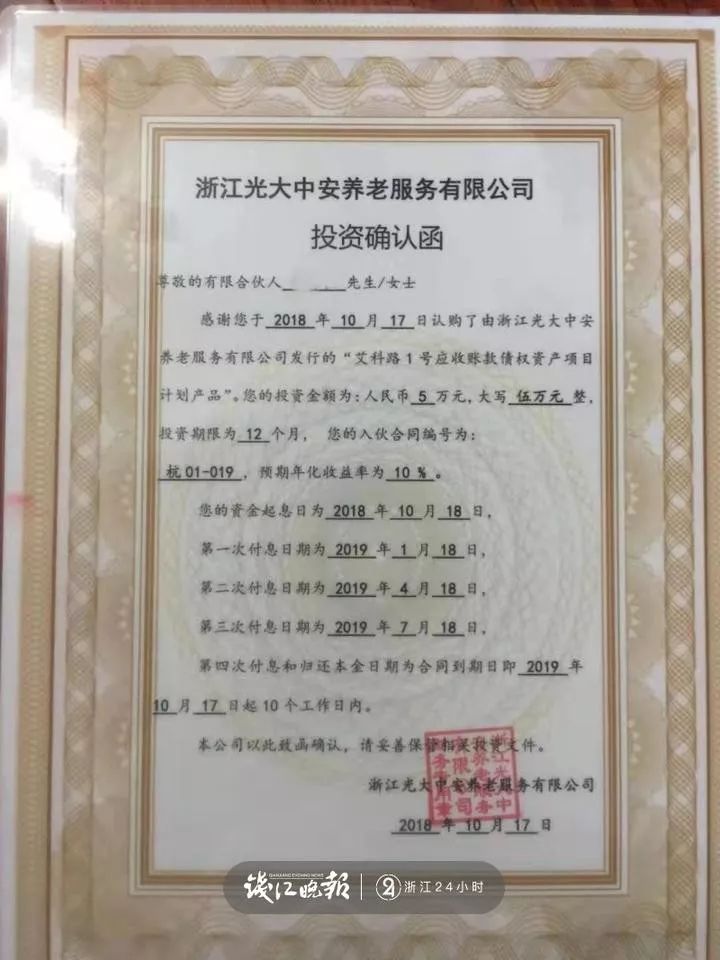 浙江光大中安养老服务有限公司
投资确认函
尊敬的有限合伙人 先生/女士
感谢您于 2018 年 10 月 17 日认购了由浙江光大中安
养老服务有限公司发行的“艾科路1号应收账款债权资产项目
计划产品”。您的投资金额为：人民币 5 万元，大写 伍万元 整，
投资期限为 12 个月， 您的入伙合同编号为：
杭 01-019 ，预期年化收益率为 10 % 。
您的资金起息日为 2018 年 10 月 18 日，
第一次付息日期为 2019 年 1 月 18 日，
第二次付息日期为 2019 年 4 月 18 日，
第三次付息日期为 2019 年 7 月 18 日，
第四次付息和归还本金日期为合同到期日即 2019 年
10 月 17 日起 10 个工作日内。
本公司以此致函确认，请妥善保管相关投资文件。
浙江光大中安养老服务有限公司
2018 年 10 月 17 日
钱江晚报 浙江24小时
QIANJIANG EVENING NEWS